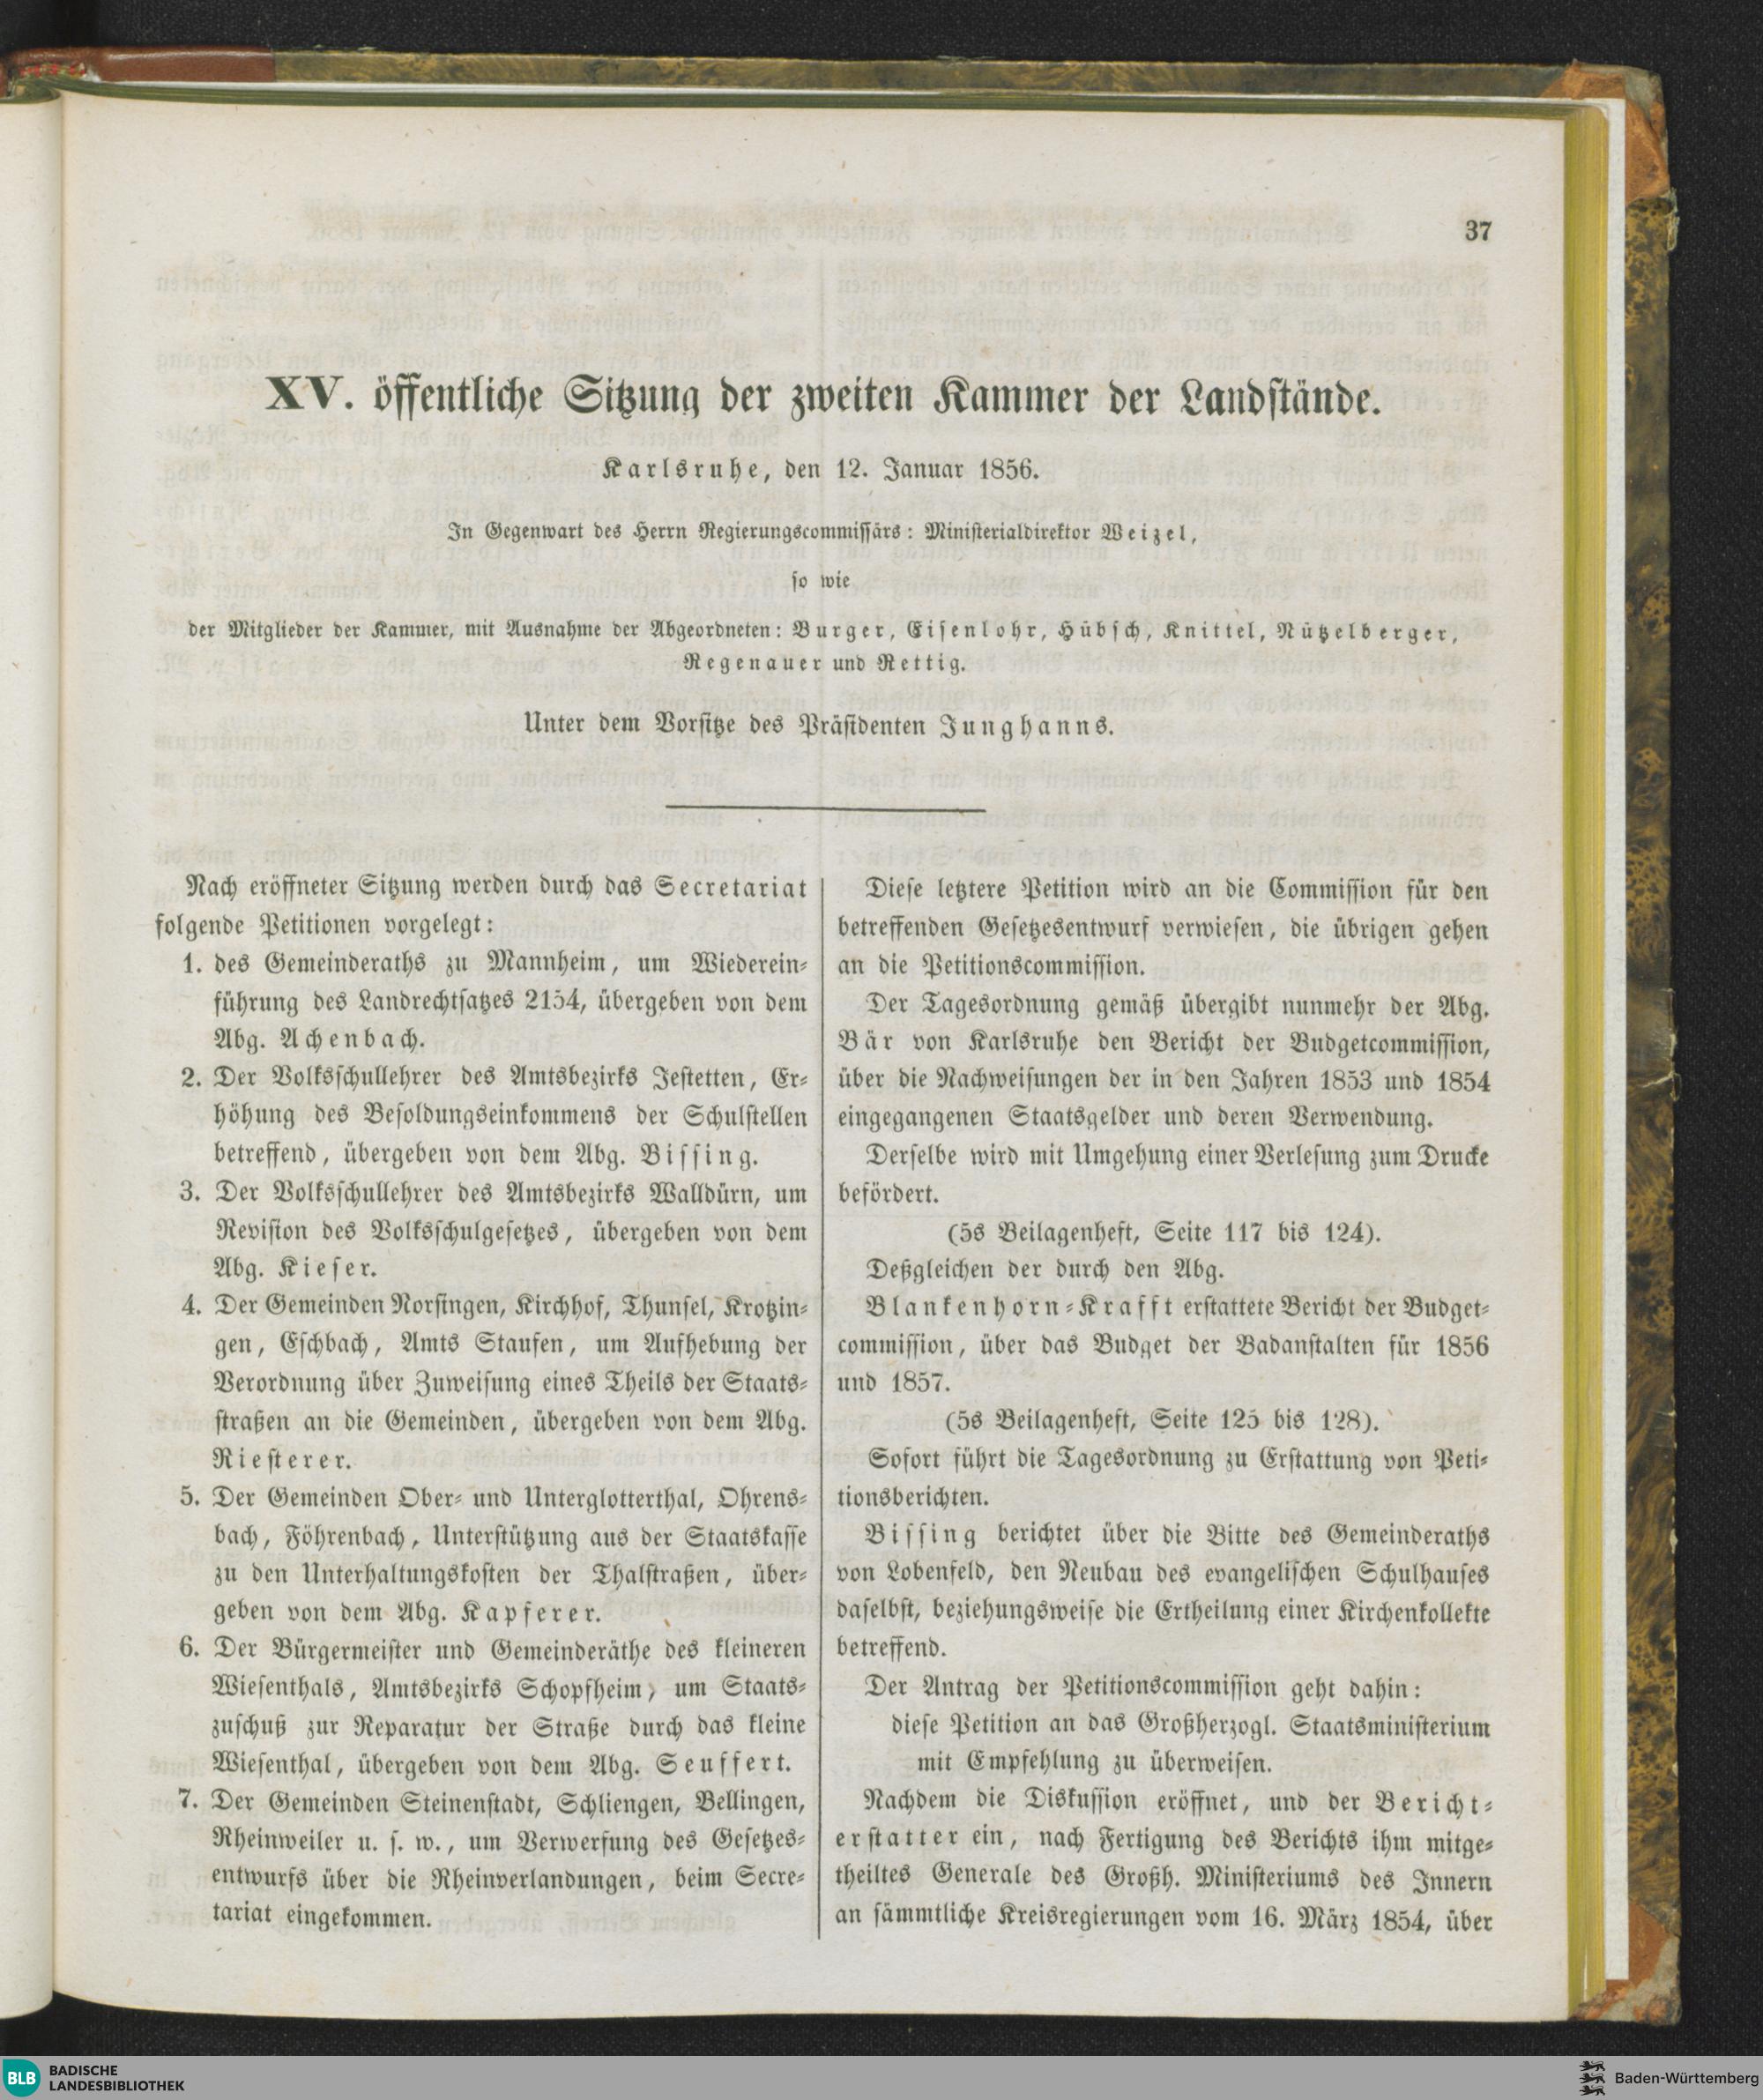 37
XV. öffentliche Sitzung der zweiten Kammer der Landstände.
Karlsruhe, den 12. Januar 1856.
In Gegenwart des Herrn Regierungscommissärs: Ministerialdirektor Weizel,
so wie
der Mitglieder der Kammer, mit Ausnahme der Abgeordneten: Burger, Eisenlohr, Hübsch, Knittel, Nützelberger,
Regenauer und Rettig.
Unter dem Vorsitze des Präsidenten Junghanns.
Nach eröffneter Sitzung werden durch das Secretariat
folgende Petitionen vorgelegt:
1. des Gemeinderaths zu Mannheim, um Wiederein-
führung des Landrechtsatzes 2154, übergeben von dem
Abg. Achenbach.
2. Der Volksschullehrer des Amtsbezirks Jestetten, Er-
höhung des Besoldungseinkommens der Schulstellen
betreffend, übergeben von dem Abg. Bissing.
3. Der Volksschullehrer des Amtsbezirks Walldürn, um
Revision des Volksschulgesetzes, übergeben von dem
Abg. Kieser.
4. Der Gemeinden Norsingen, Kirchhof, Thunsel, Krotzin-
gen, Eschbach, Amts Staufen, um Aufhebung der
Verordnung über Zuweisung eines Theils der Staats-
straßen an die Gemeinden, übergeben von dem Abg.
Riesterer.
5. Der Gemeinden Ober- und Unterglotterthal, Ohrens-
bach, Föhrenbach, Unterstützung aus der Staatskasse
zu den Unterhaltungskosten der Thalstraßen, über-
geben von dem Abg. Kapferer.
6. Der Bürgermeister und Gemeinderäthe des kleineren
Wiesenthals, Amtsbezirks Schopfheim, um Staats-
zuschuß zur Reparatur der Straße durch das kleine
Wiesenthal, übergeben von dem Abg. Seuffert.
7. Der Gemeinden Steinenstadt, Schliengen, Bellingen,
Rheinweiler u. s. w., um Verwerfung des Gesetzes-
entwurfs über die Rheinverlandungen, beim Secre-
tariat eingekommen.
Diese letztere Petition wird an die Commission für den
betreffenden Gesetzesentwurf verwiesen, die übrigen gehen
an die Petitionscommission.
Der Tagesordnung gemäß übergibt nunmehr der Abg.
Bär von Karlsruhe den Bericht der Budgetcommission,
über die Nachweisungen der in den Jahren 1853 und 1854
eingegangenen Staatsgelder und deren Verwendung.
Derselbe wird mit Umgehung einer Verlesung zum Drucke
befördert.
(5s Beilagenheft, Seite 117 bis 124).
Deßgleichen der durch den Abg.
Blankenhorn-Krafft erstattete Bericht der Budget-
commission, über das Budget der Badanstalten für 1856
und 1857.
(5s Beilagenheft, Seite 125 bis 128).
Sofort führt die Tagesordnung zu Erstattung von Peti-
tionsberichten.
Bissing berichtet über die Bitte des Gemeinderaths
von Lobenfeld, den Neubau des evangelischen Schulhauses
daselbst, beziehungsweise die Ertheilung einer Kirchenkollekte
betreffend.
Der Antrag der Petitionscommission geht dahin:
diese Petition an das Großherzogl. Staatsministerium
mit Empfehlung zu überweisen.
Nachdem die Diskussion eröffnet, und der Bericht-
erstatter ein, nach Fertigung des Berichts ihm mitge-
theiltes Generale des Großh. Ministeriums des Innern
an sämmtliche Kreisregierungen vom 16. März 1854, über
BLB BADISCHE
LANDESBIBLIOTHEK
Baden-Württemberg